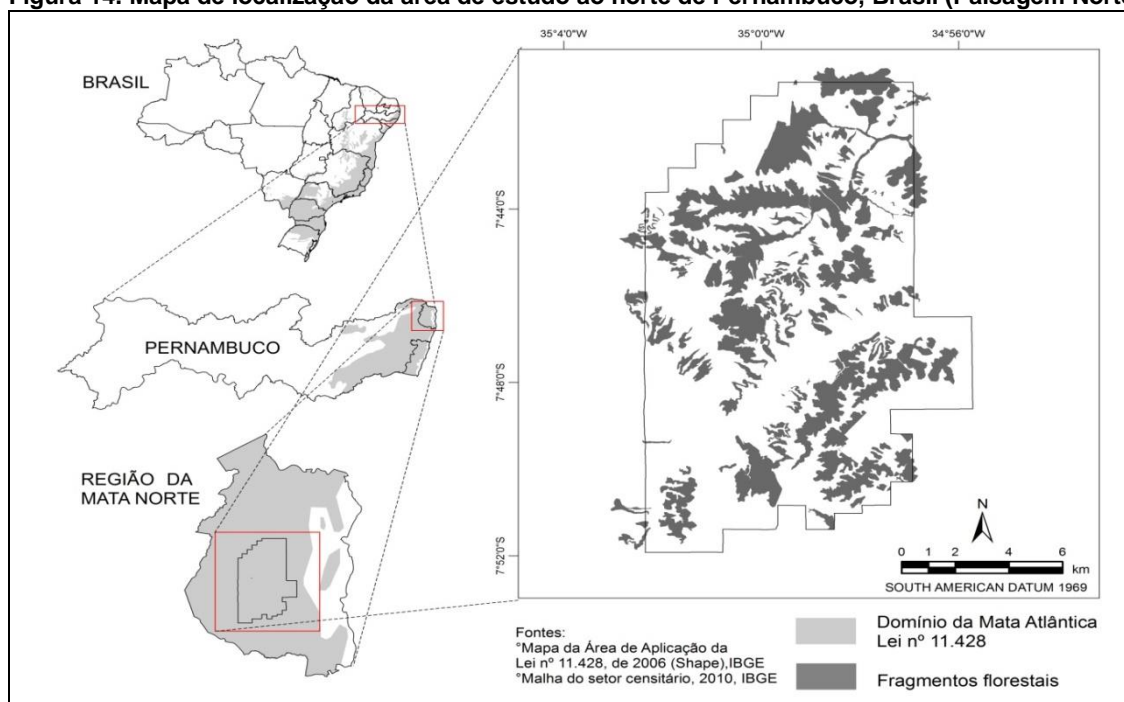 Figura 14: Mapa de localização da área de estudo ao norte de Pernambuco, Brasil (Paisagem Norte
BRASIL
PERNAMBUCO
REGIÃO DA
MATA NORTE
35°4'0"W
35°0'0"W
34°56'0"W
7°44'0"S
7°48'0"S
7°52'0"S
N
0 1 2 4 6
km
SOUTH AMERICAN DATUM 1969
Fontes:
°Mapa da Área de Aplicação da
Lei nº 11.428, de 2006 (Shape),IBGE
°Malha do setor censitário, 2010, IBGE
Domínio da Mata Atlântica
Lei nº 11.428
Fragmentos florestais